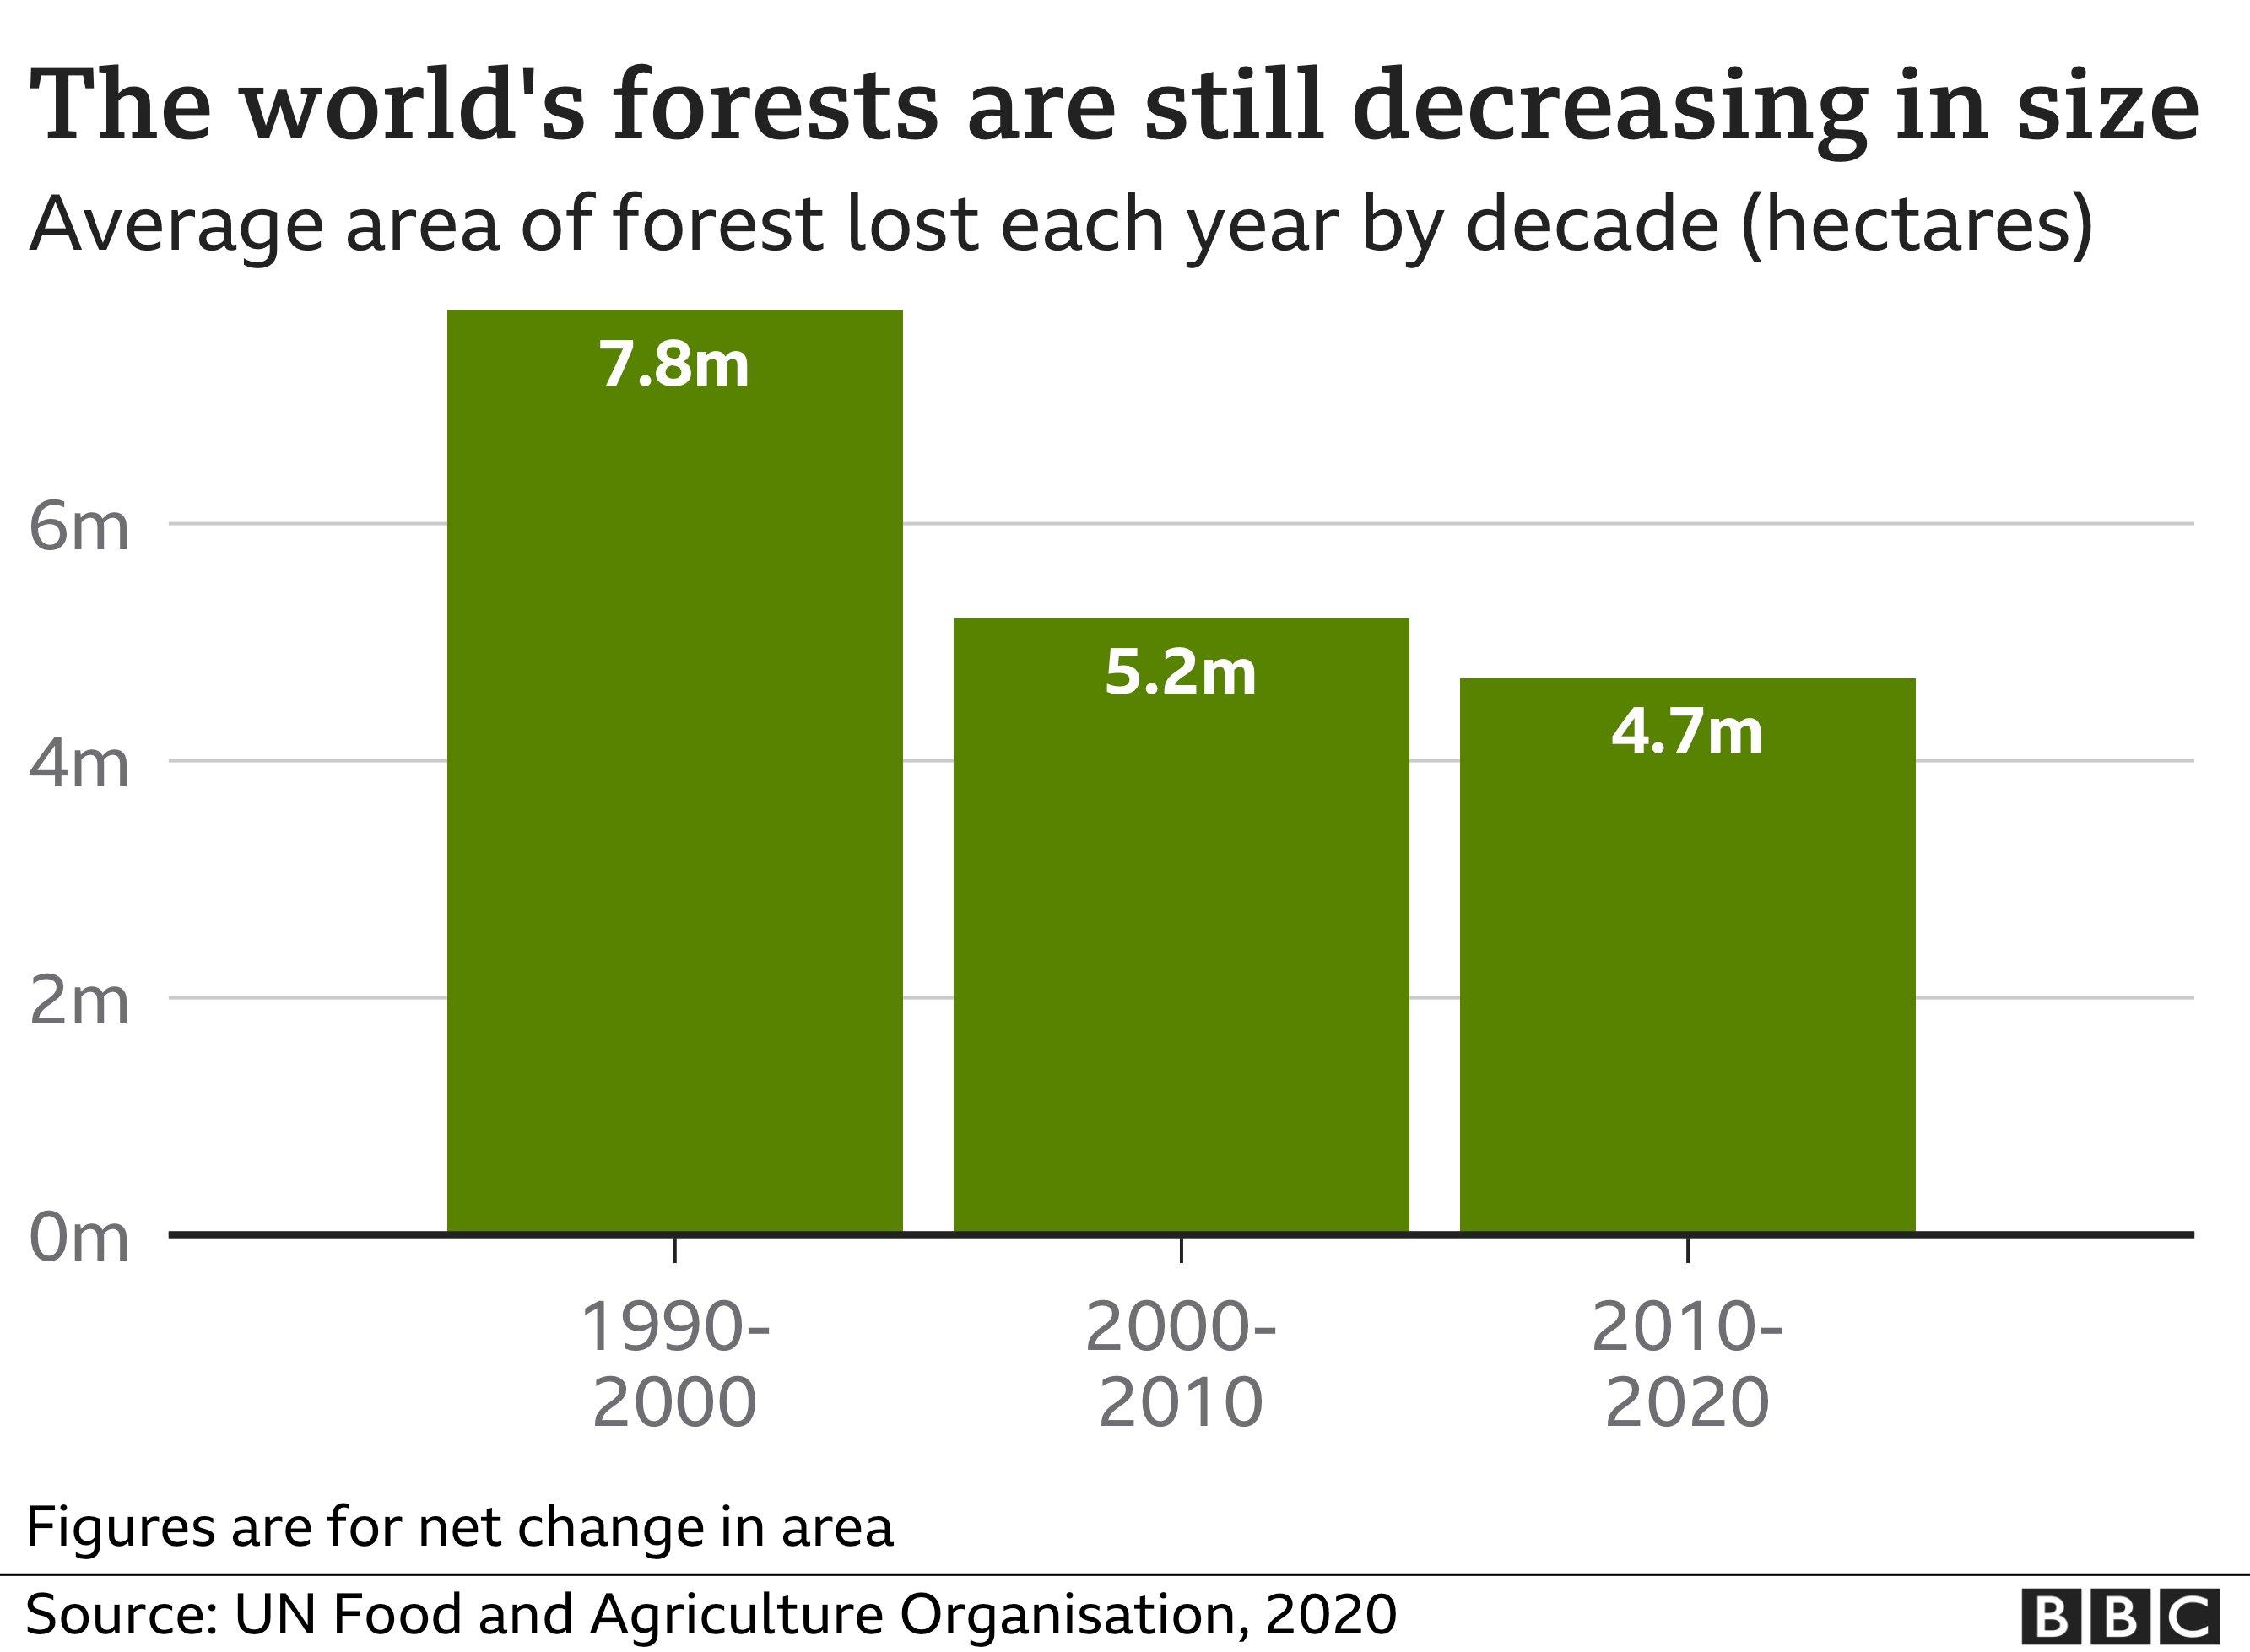 The world's forests are still decreasing in size
Average area of forest lost each year by decade (hectares)
7.8m
6m
5.2m
4.7m
4m
2m
0m
1990-
2000
2000-
2010
2010-
2020
Figures are for net change in area
Source: UN Food and Agriculture Organisation, 2020
BBC